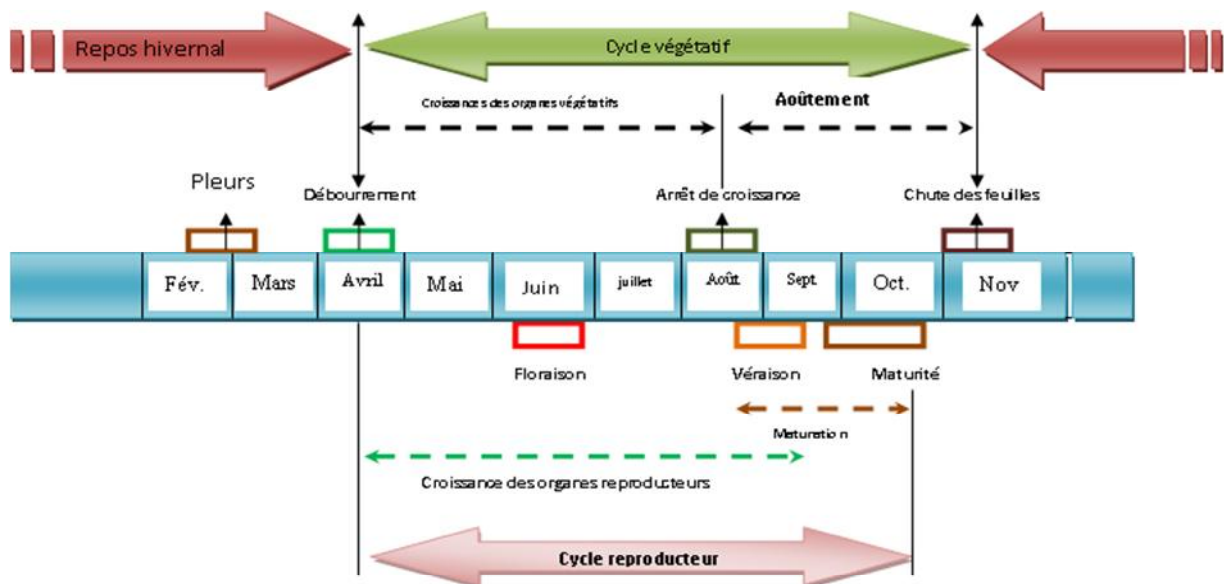 Repos hivernal
Cycle végétatif
Croissances des organes végétatifs
Aoûtement
Pleurs
Débourrement
Arrêt de croissance
Chute des feuilles
Fév.
Mars
Avril
Mai
Juin
juillet
Août
Sept.
Oct.
Nov
Floraison
Véraison
Maturité
Maturation
Croissance des organes reproducteurs
Cycle reproducteur